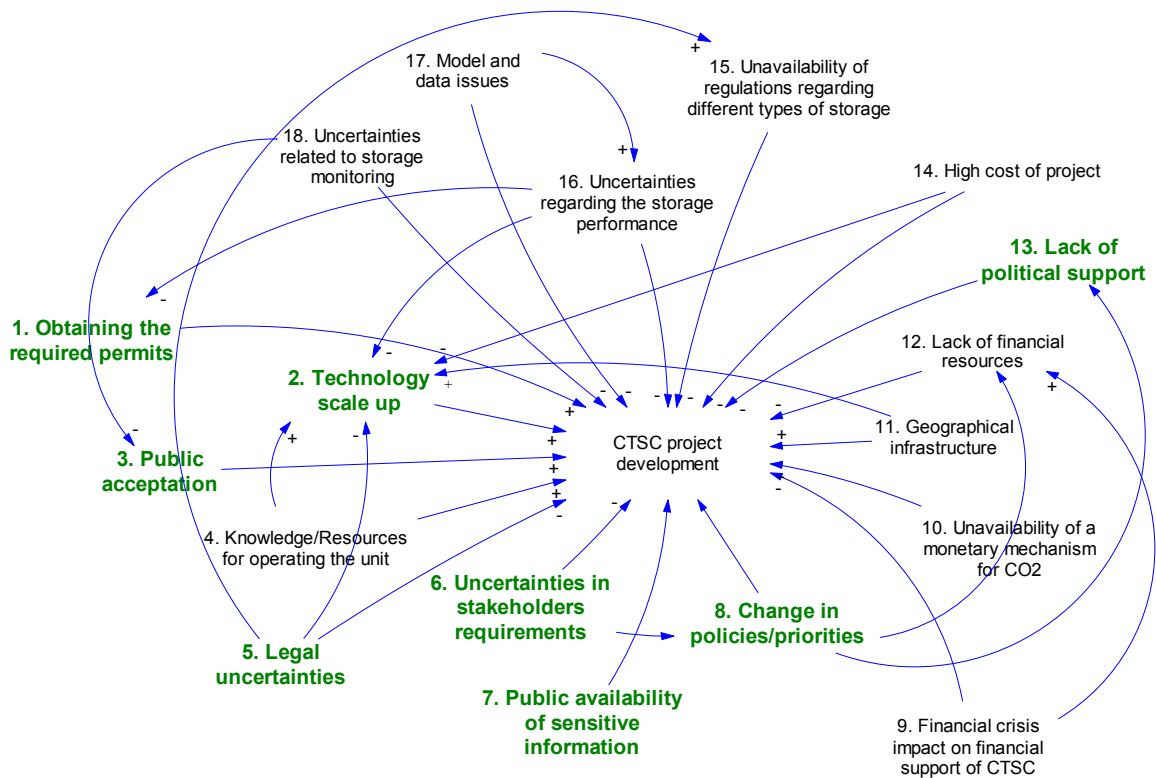 17. Model and
data issues
+
15. Unavailability of
regulations regarding
different types of storage
18. Uncertainties
related to storage
monitoring
+
16. Uncertainties
regarding the storage
performance
14. High cost of project
13. Lack of
political support
-
1. Obtaining the
required permits
12. Lack of financial
resources
-
-
2. Technology
scale up
+
+
-
-
-
-
-
-
-
+
+
-
3. Public
acceptation
+
-
+
+
CTSC project
development
+
11. Geographical
infrastructure
4. Knowledge/Resources
for operating the unit
+
-
-
-
10. Unavailability of a
monetary mechanism
for CO2
6. Uncertainties in
stakeholders
requirements
8. Change in
policies/priorities
5. Legal
uncertainties
7. Public availability
of sensitive
information
9. Financial crisis
impact on financial
support of CTSC